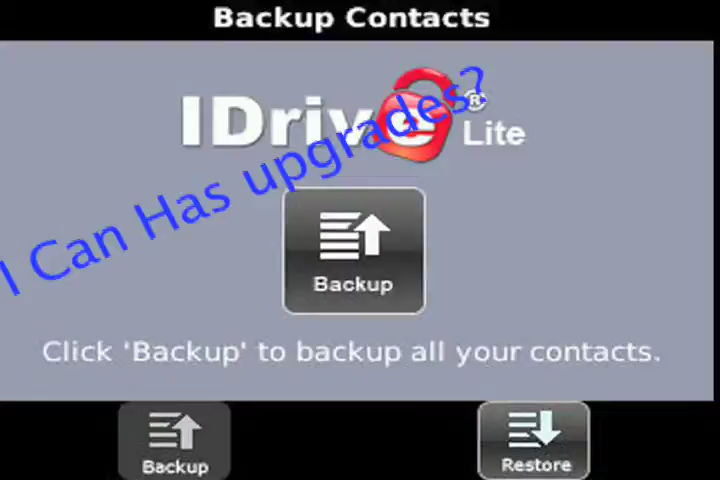 Backup Contacts
IDrive® Lite
I Can Has upgrades?
Backup
Click 'Backup' to backup all your contacts.
Backup
Restore